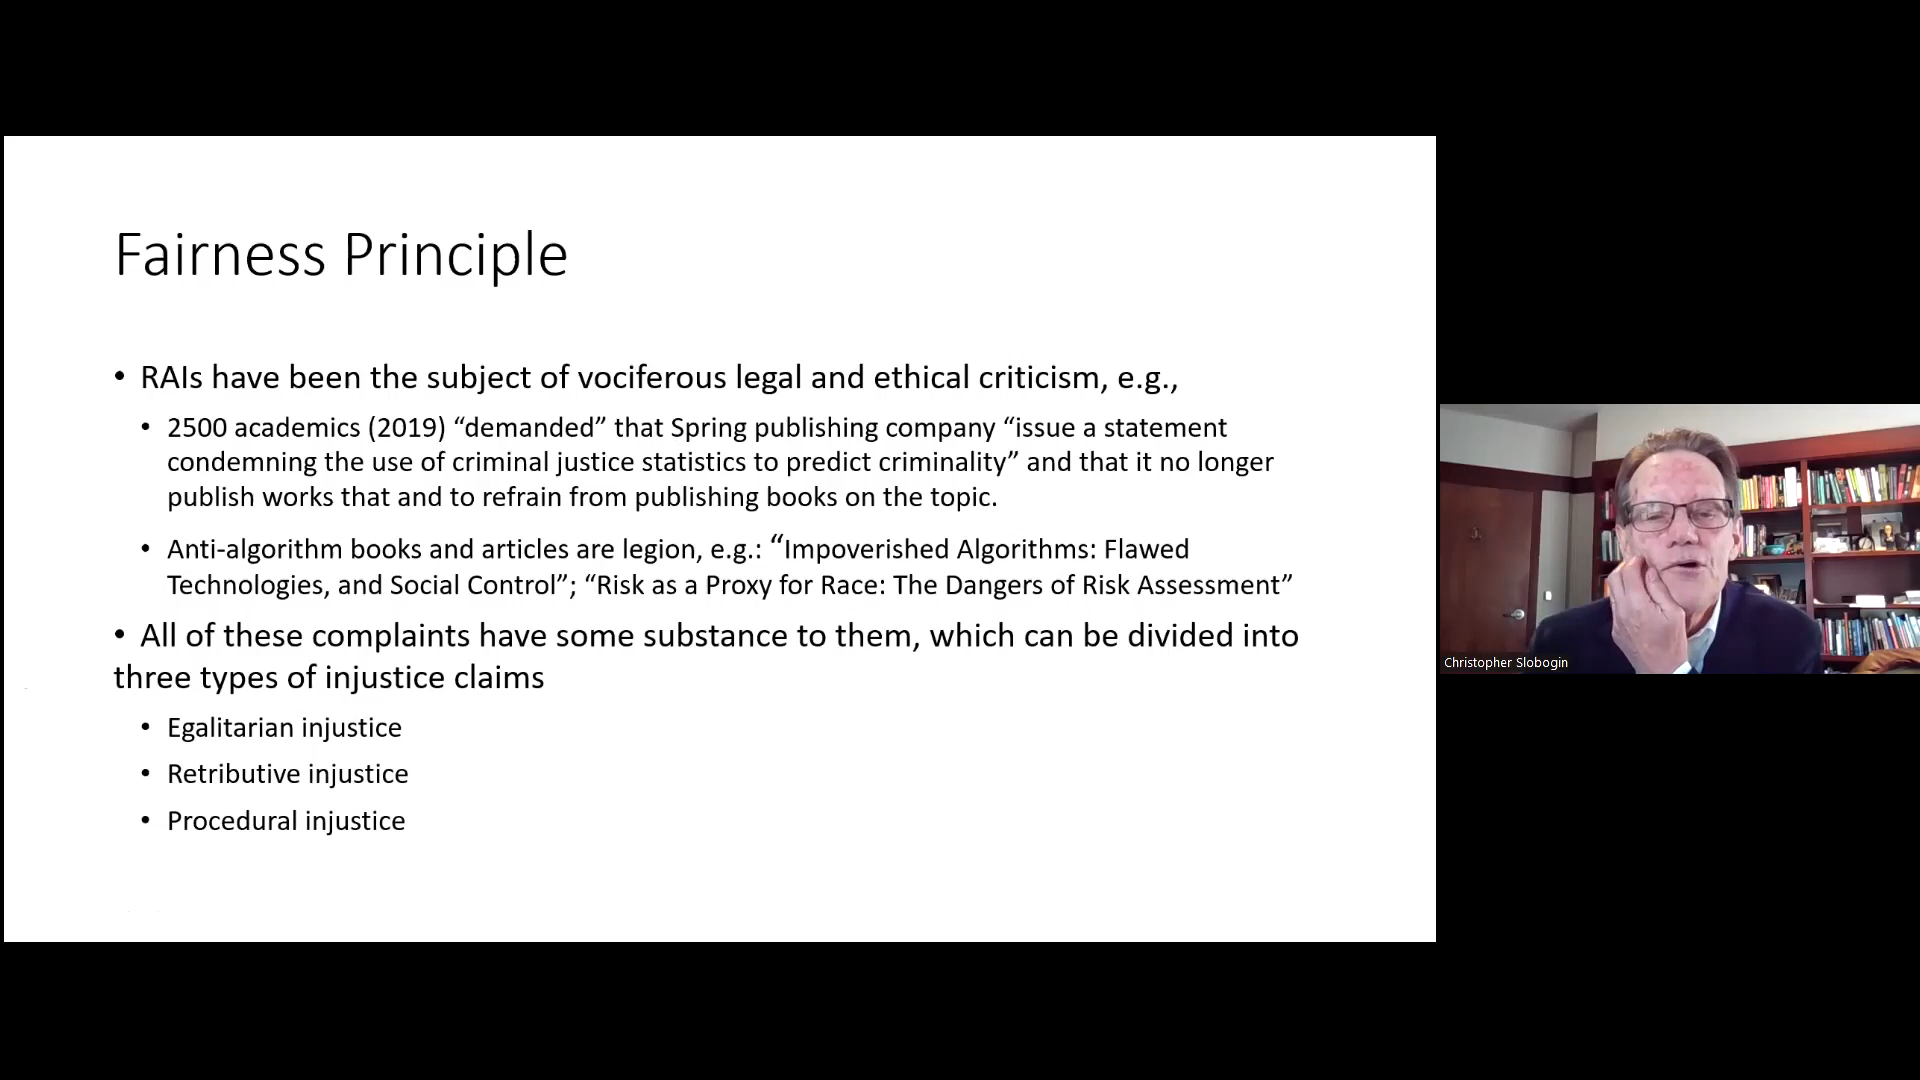 Fairness Principle
• RAIs have been the subject of vociferous legal and ethical criticism, e.g.,
• 2500 academics (2019) “demanded” that Spring publishing company “issue a statement
condemning the use of criminal justice statistics to predict criminality” and that it no longer
publish works that and to refrain from publishing books on the topic.
• Anti-algorithm books and articles are legion, e.g.: “Impoverished Algorithms: Flawed
Technologies, and Social Control”; “Risk as a Proxy for Race: The Dangers of Risk Assessment”
• All of these complaints have some substance to them, which can be divided into
three types of injustice claims
• Egalitarian injustice
• Retributive injustice
• Procedural injustice
Christopher Slobogin